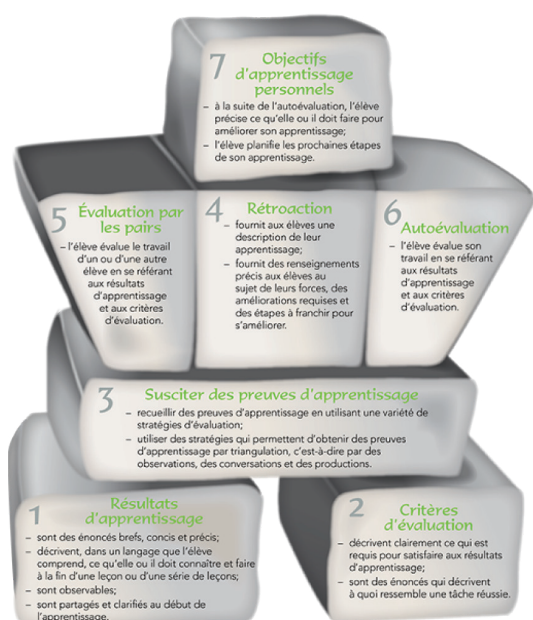 7 Objectifs
d'apprentissage
personnels
– à la suite de l'autoévaluation, l'élève
précise ce qu'elle ou il doit faire pour
améliorer son apprentissage;
– l'élève planifie les prochaines étapes
de son apprentissage.
5 Évaluation par
les pairs
– l'élève évalue le travail
d'un ou d'une autre
élève en se référant
aux résultats
d'apprentissage
et aux critères
d'évaluation.
4 Rétroaction
– fournit aux élèves une
description de leur
apprentissage;
– fournit des renseignements
précis aux élèves au
sujet de leurs forces, des
améliorations requises et
des étapes à franchir pour
s'améliorer.
6 Autoévaluation
– l'élève évalue son
travail en se référant
aux résultats
d'apprentissage
et aux critères
d'évaluation.
3 Susciter des preuves d'apprentissage
– recueillir des preuves d'apprentissage en utilisant une variété de
stratégies d'évaluation;
– utiliser des stratégies qui permettent d'obtenir des preuves
d'apprentissage par triangulation, c'est-à-dire par des
observations, des conversations et des productions.
1 Résultats
d'apprentissage
– sont des énoncés brefs, concis et précis;
– décrivent, dans un langage que l'élève
comprend, ce qu'elle ou il doit connaître et faire
à la fin d'une leçon ou d'une série de leçons;
– sont observables;
– sont partagés et clarifiés au début de
l'apprentissage.
2 Critères
d'évaluation
– décrivent clairement ce qui est
requis pour satisfaire aux résultats
d'apprentissage;
– sont des énoncés qui décrivent
à quoi ressemble une tâche réussie.